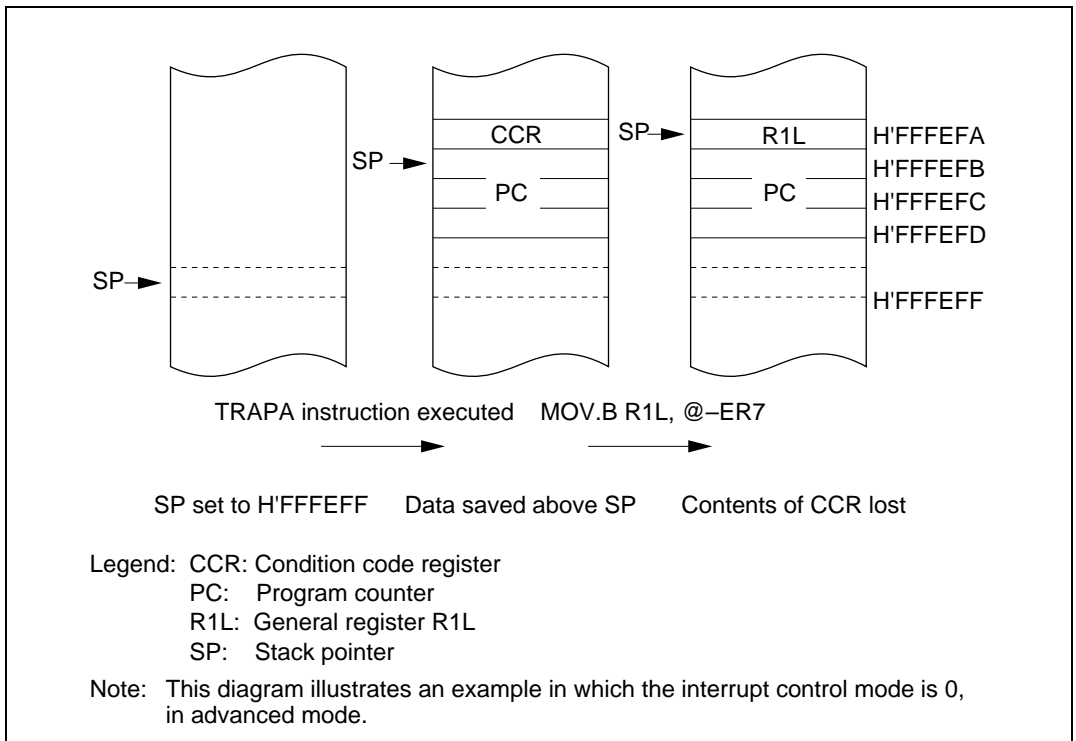 CCR
SP
R1L
H'FFFEFA
SP
H'FFFEFB
PC
PC
H'FFFEFC
H'FFFEFD
SP
H'FFFEFF
TRAPA instruction executed
MOV.B R1L, @–ER7
SP set to H'FFFEFF
Data saved above SP
Contents of CCR lost
Legend: CCR: Condition code register
PC: Program counter
R1L: General register R1L
SP: Stack pointer
Note: This diagram illustrates an example in which the interrupt control mode is 0,
in advanced mode.